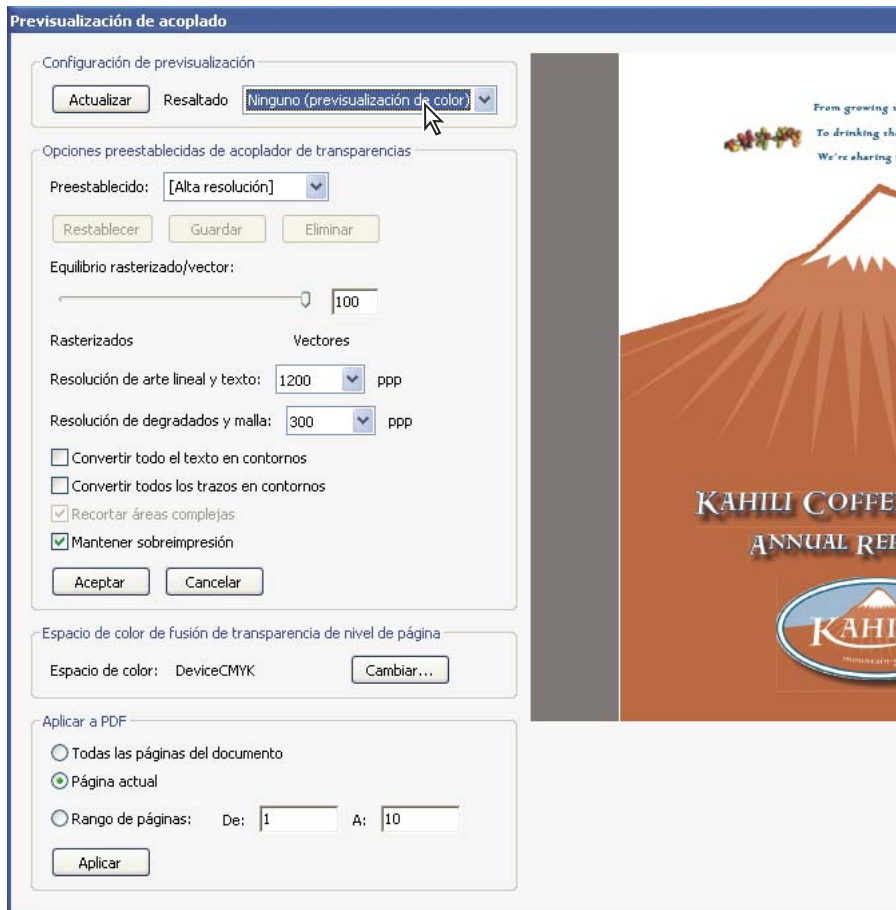 Previsualización de acoplado
Configuración de previsualización
Actualizar Resaltado Ninguno (previsualización de color)
Opciones preestablecidas de acoplador de transparencias
Preestablecido: [Alta resolución]
Restablecer Guardar Eliminar
Equilibrio rasterizado/vector:
100
Rasterizados Vectores
Resolución de arte lineal y texto: 1200 ppp
Resolución de degradados y malla: 300 ppp
Convertir todo el texto en contornos
Convertir todos los trazos en contornos
Recortar áreas complejas
Mantener sobreimpresión
Aceptar Cancelar
Espacio de color de fusión de transparencia de nivel de página
Espacio de color: DeviceCMYK Cambiar...
Aplicar a PDF
Todas las páginas del documento
Página actual
Rango de páginas: De: 1 A: 10
Aplicar
From growing
To drinking
We're sharing
KAHILI
ANNUAL